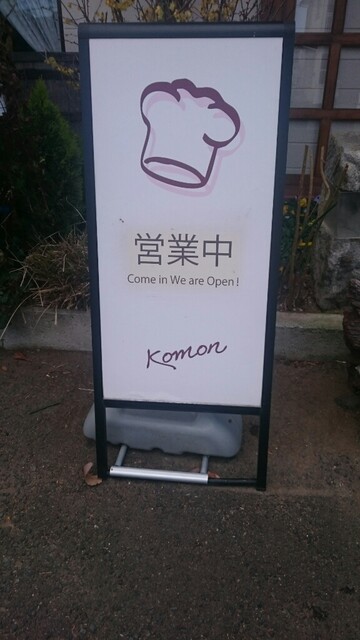 営業中
Come in We are Open!
Komon